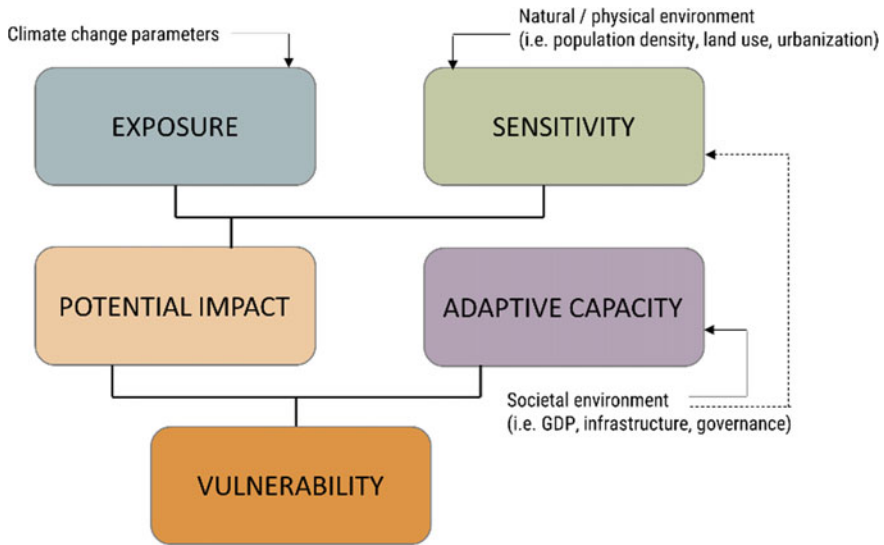 Climate change parameters
Natural / physical environment
(i.e. population density, land use, urbanization)
EXPOSURE
SENSITIVITY
POTENTIAL IMPACT
ADAPTIVE CAPACITY
Societal environment
(i.e. GDP, infrastructure, governance)
VULNERABILITY